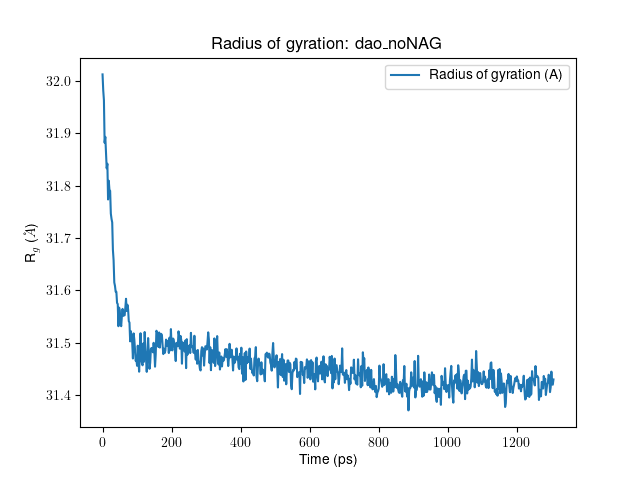 Radius of gyration: dao_noNAG
Radius of gyration (A)
32.0
31.9
31.8
31.7
31.6
31.5
31.4
R_g (Å)
0 200 400 600 800 1000 1200
Time (ps)